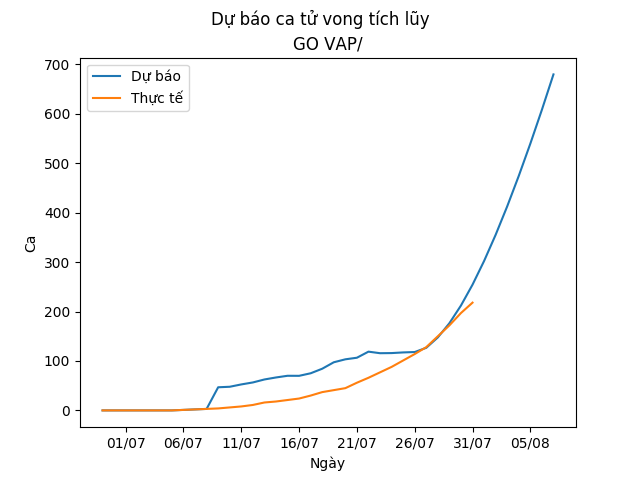 Dự báo ca tử vong tích lũy
GO VAP/
Dự báo
Thực tế
Ca
700
600
500
400
300
200
100
0
01/07 06/07 11/07 16/07 21/07 26/07 31/07 05/08
Ngày